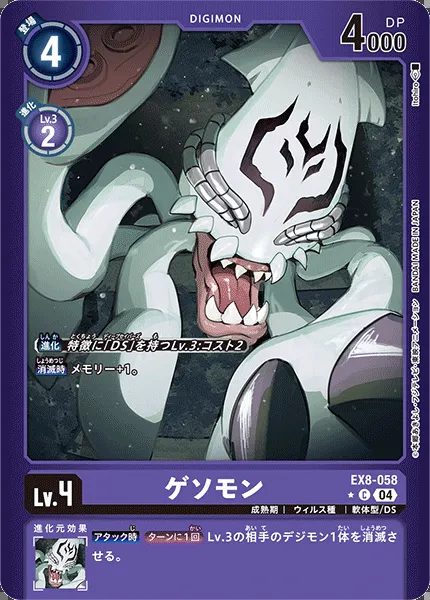 DIGIMON
登場
4
DP
4000
進化
Lv.3
2
【進化】特徴に「DS」を持つLv.3:コスト2
消滅時 メモリー+1。
BANDAI MADE IN JAPAN
EX8-058
Lv.4
ゲソモン
C 04
成熟期 | ウィルス種 | 軟体型/DS
進化元効果
アタック時 ターンに1回 Lv.3の相手のデジモン1体を消滅さ
せる。